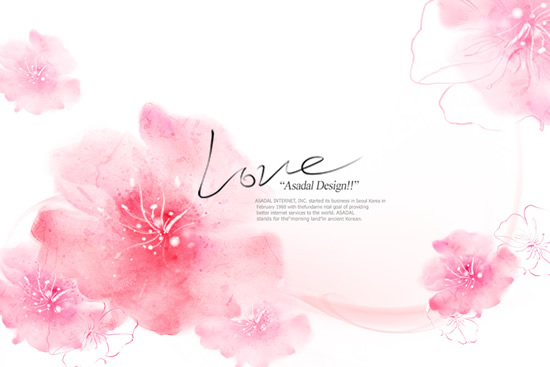 Love
“Asadal Design!!”
ASADAL INTERNET, INC. started its business in Seoul Korea in
February 1998 with thefundame ntal goal of providing
better internet services to the world. ASADAL
stands for the"morning land"in ancient Korean.